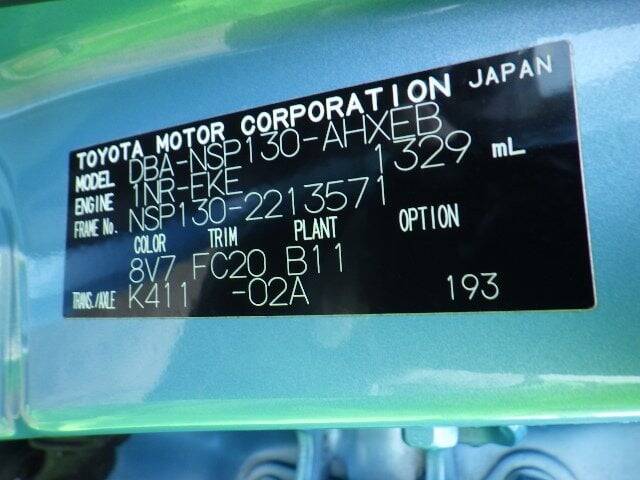 TOYOTA MOTOR CORPORATION JAPAN
MODEL DBA-NSP130-AHXEB
ENGINE 1NR-FKE 1329 mL
FRAME No. NSP130-2213571
COLOR TRIM PLANT OPTION
8V7 FC20 B11
TRANS./AXLE K411 -02A 193